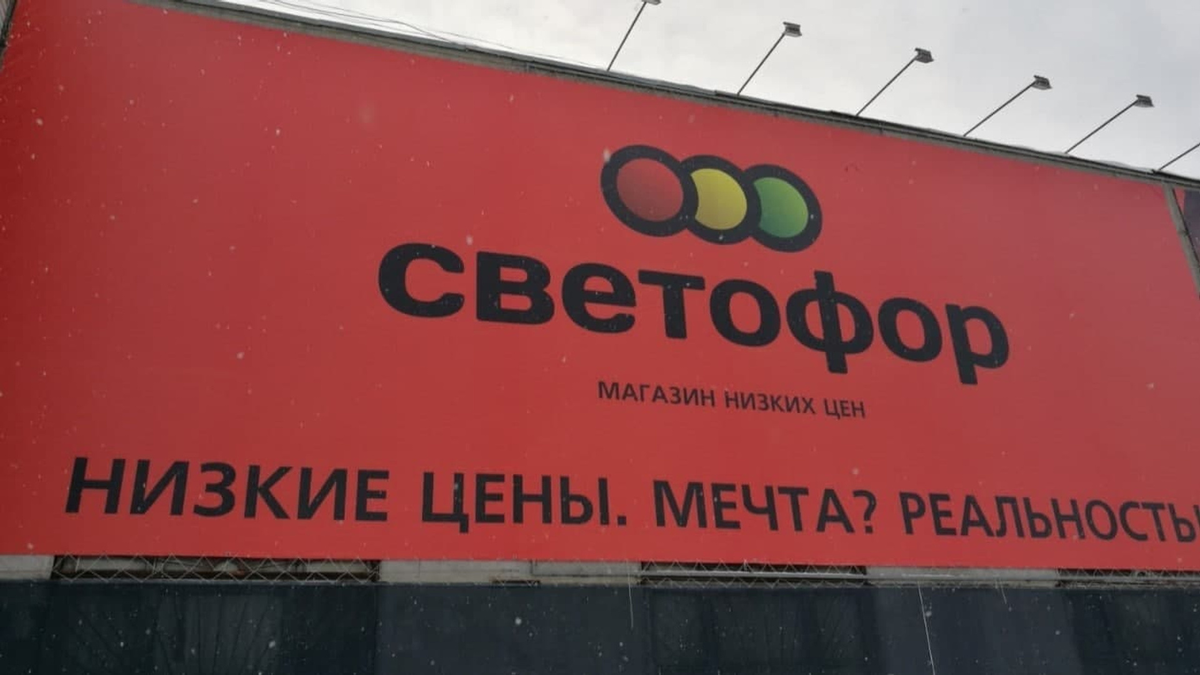 светофор
МАГАЗИН НИЗКИХ ЦЕН
НИЗКИЕ ЦЕНЫ. МЕЧТА? РЕАЛЬНОСТЬ